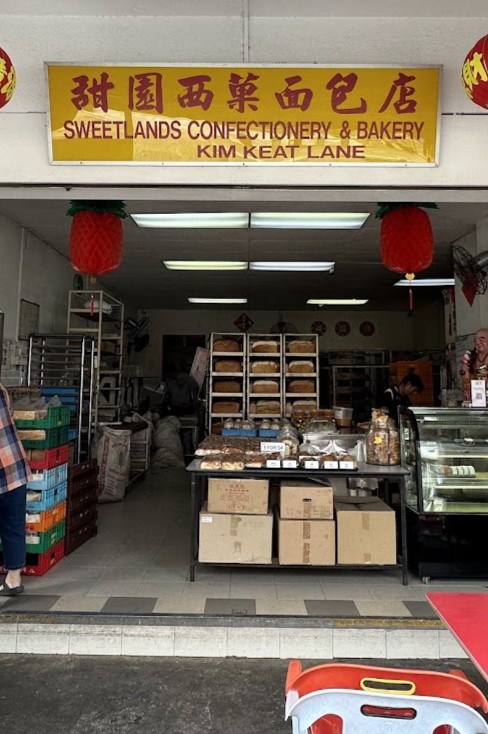 甜園西菓面包店
SWEETLANDS CONFECTIONERY & BAKERY
KIM KEAT LANE